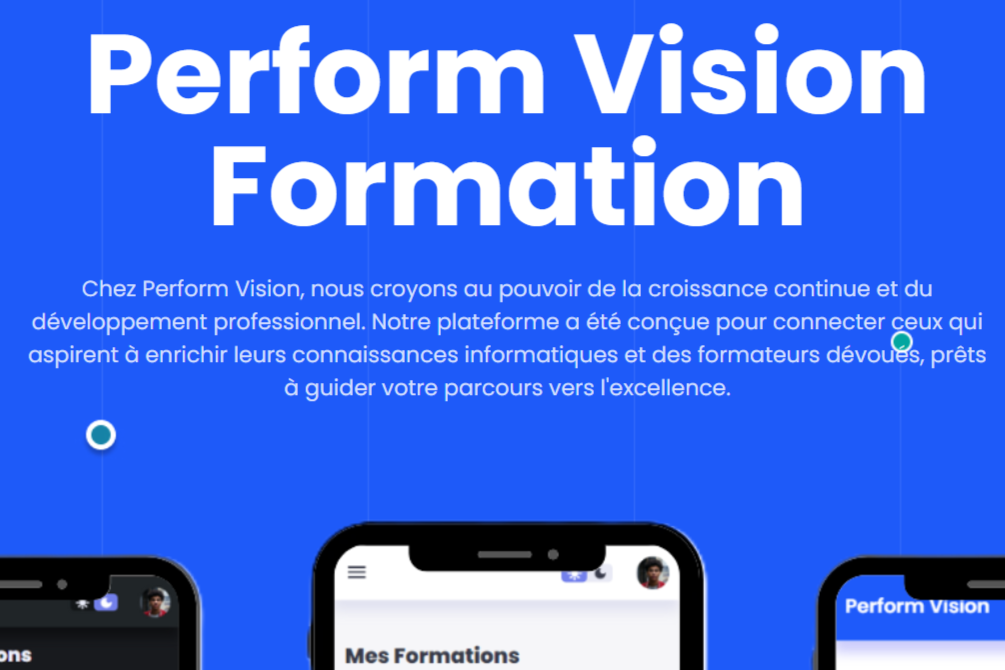 Perform Vision
Formation
Chez Perform Vision, nous croyons au pouvoir de la croissance continue et du
développement professionnel. Notre plateforme a été conçue pour connecter ceux qui
aspirent à enrichir leurs connaissances informatiques et des formateurs dévoués, prêts
à guider votre parcours vers l'excellence.
Perform Vision
ons
Mes Formations